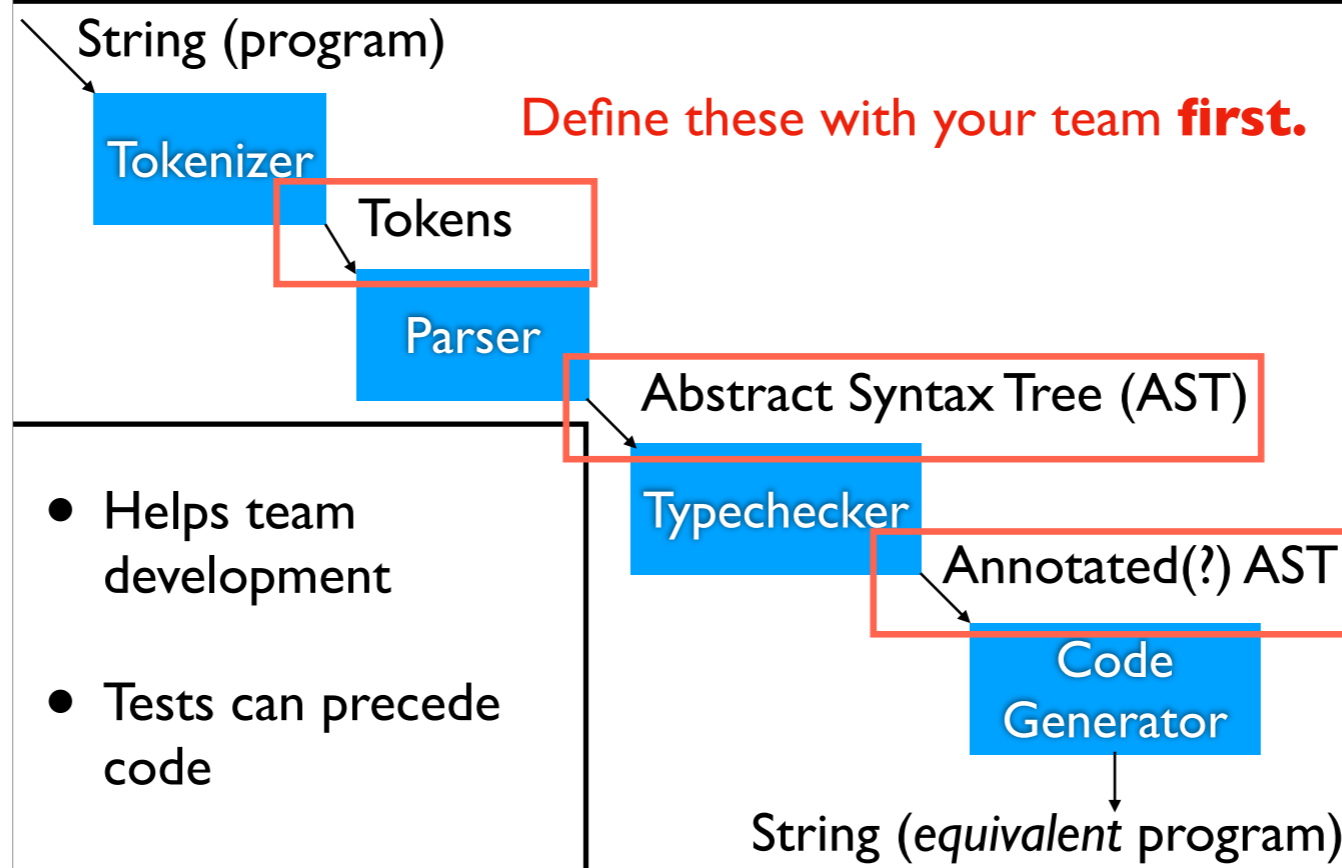 String (program)
Define these with your team first.
Tokenizer
Tokens
Parser
Abstract Syntax Tree (AST)
Typechecker
Annotated(?) AST
Code
Generator
String (equivalent program)
• Helps team
development
• Tests can precede
code